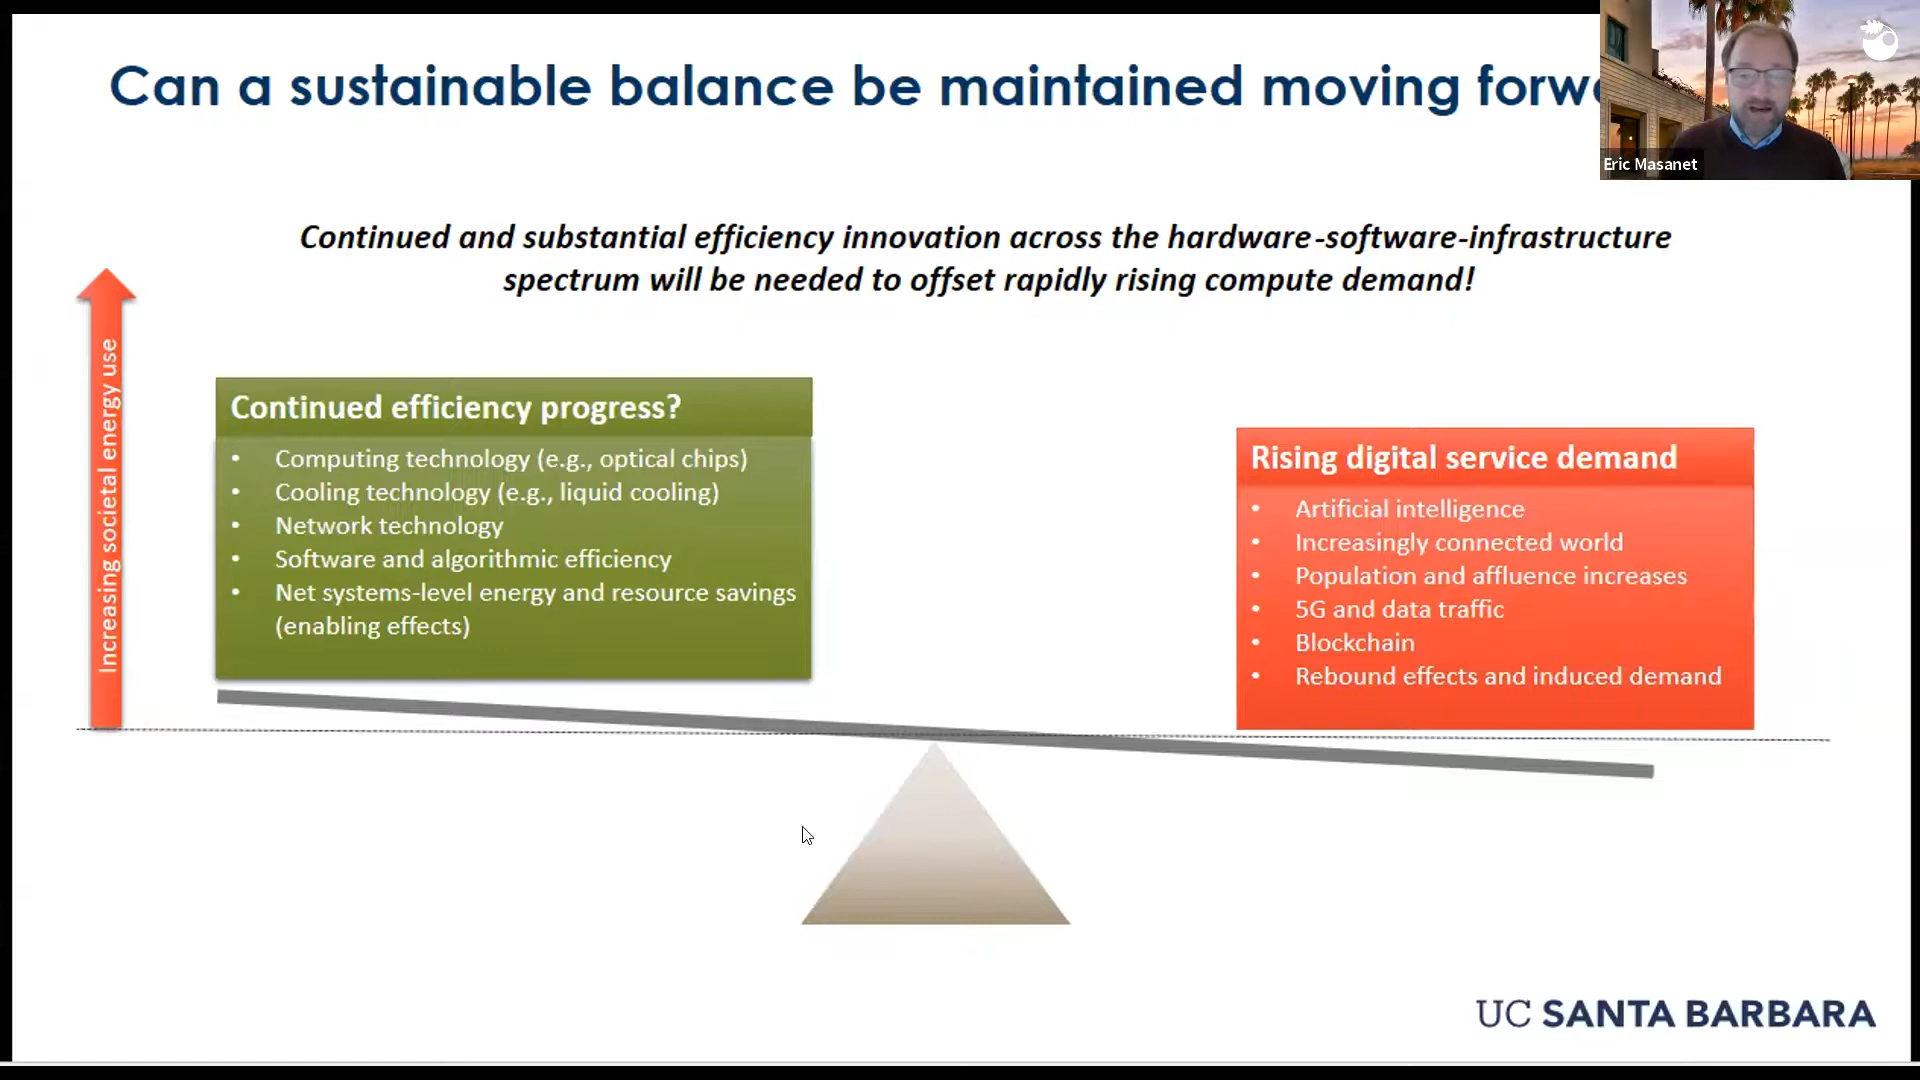 Can a sustainable balance be maintained moving
Eric Masanet
Continued and substantial efficiency innovation across the hardware-software-infrastructure
spectrum will be needed to offset rapidly rising compute demand!
Increasing societal energy use
Continued efficiency progress?
• Computing technology (e.g., optical chips)
• Cooling technology (e.g., liquid cooling)
• Network technology
• Software and algorithmic efficiency
• Net systems-level energy and resource savings
(enabling effects)
Rising digital service demand
• Artificial intelligence
• Increasingly connected world
• Population and affluence increases
• 5G and data traffic
• Blockchain
• Rebound effects and induced demand
UC SANTA BARBARA